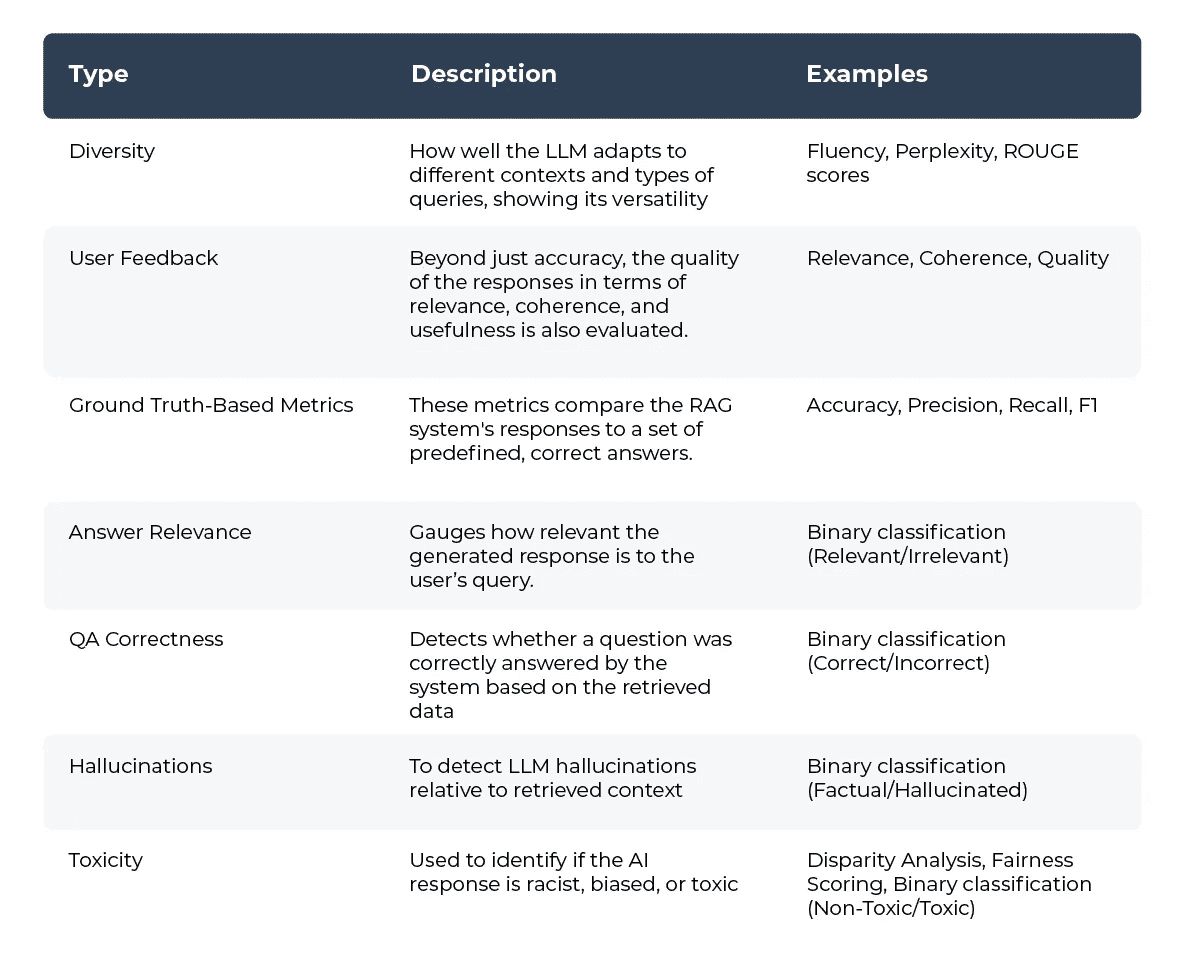 Type
Description
Examples
Diversity
How well the LLM adapts to
different contexts and types of
queries, showing its versatility
Fluency, Perplexity, ROUGE
scores
User Feedback
Beyond just accuracy, the quality
of the responses in terms of
relevance, coherence, and
usefulness is also evaluated.
Relevance, Coherence, Quality
Ground Truth-Based Metrics
These metrics compare the RAG
system's responses to a set of
predefined, correct answers.
Accuracy, Precision, Recall, F1
Answer Relevance
Gauges how relevant the
generated response is to the
user’s query.
Binary classification
(Relevant/Irrelevant)
QA Correctness
Detects whether a question was
correctly answered by the
system based on the retrieved
data
Binary classification
(Correct/Incorrect)
Hallucinations
To detect LLM hallucinations
relative to retrieved context
Binary classification
(Factual/Hallucinated)
Toxicity
Used to identify if the AI
response is racist, biased, or toxic
Disparity Analysis, Fairness
Scoring, Binary classification
(Non-Toxic/Toxic)